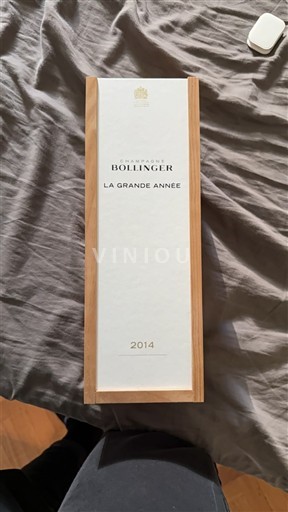 CHAMPAGNE
BOLLINGER
LA GRANDE ANNÉE
VINIOU
2014